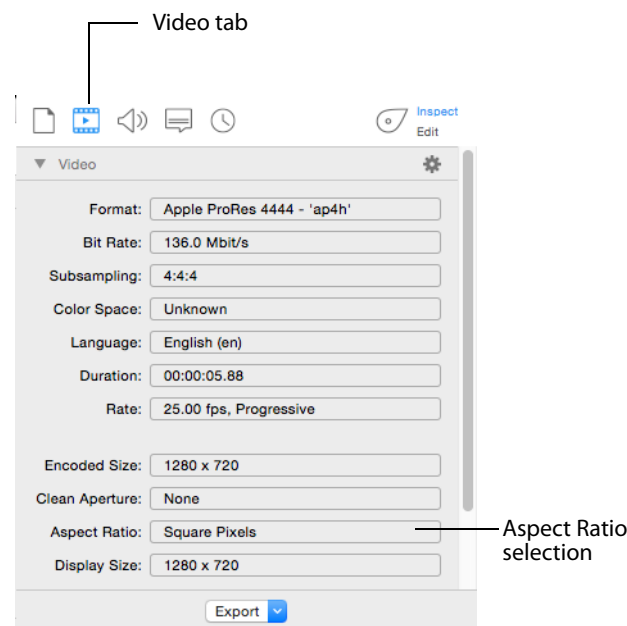 Video tab
Inspect
Edit
Video
Format: Apple ProRes 4444 - 'ap4h'
Bit Rate: 136.0 Mbit/s
Subsampling: 4:4:4
Color Space: Unknown
Language: English (en)
Duration: 00:00:05.88
Rate: 25.00 fps, Progressive
Encoded Size: 1280 x 720
Clean Aperture: None
Aspect Ratio: Square Pixels
Aspect Ratio
selection
Display Size: 1280 x 720
Export